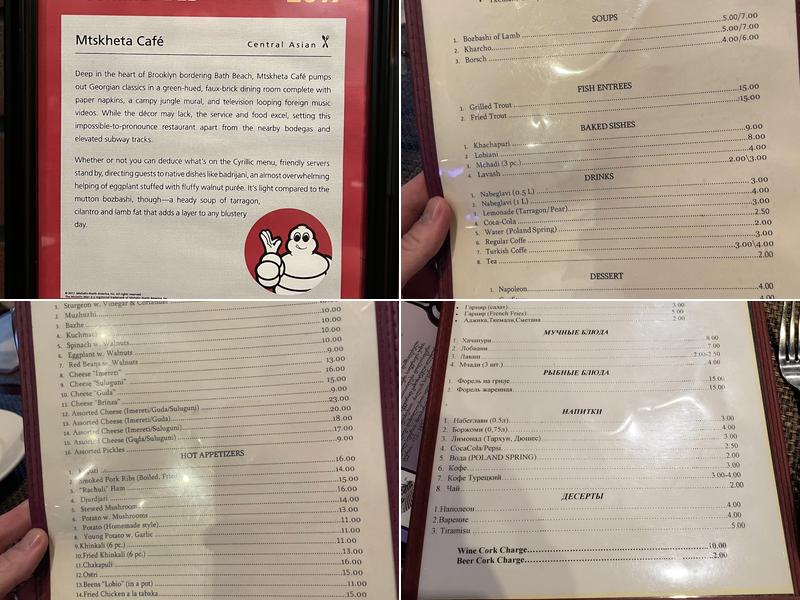 2017
Mtskheta Café
Central Asian
Deep in the heart of Brooklyn bordering Bath Beach, Mtskheta Café pumps
out Georgian classics in a green-hued, faux-brick dining room complete with
paper napkins, a campy jungle mural, and television looping foreign music
videos. While the décor may lack, the service and food excel, setting this
impossible-to-pronounce restaurant apart from the nearby bodegas and
elevated subway tracks.
Whether or not you can deduce what's on the Cyrillic menu, friendly servers
stand by, directing guests to native dishes like badrijani, an almost overwhelming
helping of eggplant stuffed with fluffy walnut purée. It's light compared to the
mutton bozbashi, though—a heady soup of tarragon,
cilantro and lamb fat that adds a layer to any blustery
day.
SOUPS
1. Bozbashi of Lamb 5.00/7.00
2. Kharcho 5.00/7.00
3. Borsch 4.00/6.00
FISH ENTREES
1. Grilled Trout 15.00
2. Fried Trout 15.00
BAKED SISHES
1. Khachapuri 9.00
2. Lobiani 8.00
3. Mchadi (3 pc.) 4.00
4. Lavash 2.00\3.00
DRINKS
1. Nabeglavi (0.5 L) 3.00
2. Nabeglavi (1 L) 4.00
3. Lemonade (Tarragon/Pear) 3.00
4. Coca-Cola 2.50
5. Water (Poland Spring) 2.00
6. Regular Coffe 3.00
7. Turkish Coffe 3.00\4.00
8. Tea 2.00
DESSERT
1. Napoleon 4.00
4.00
1. Sturgeon w. Vinegar & Coriander
2. Muzhuzhi 10.00
3. Bazhe 10.00
4. Kuchmachi 10.00
5. Spinach w. Walnuts 10.00
6. Eggplant w. Walnuts 10.00
7. Red Beans w. Walnuts 9.00
8. Cheese "Imereti" 13.00
9. Cheese "Sulugani" 16.00
10. Cheese "Guda" 15.00
11. Cheese "Brinza" 9.00
12. Assorted Cheese (Imereti/Guda/Suluguni) 23.00
13. Assorted Cheese (Imereti/Guda) 20.00
14. Assorted Cheese (Imereti/Suluguni) 18.00
15. Assorted Cheese (Guda/Suluguni) 17.00
16. Assorted Pickles 9.00
HOT APPETIZERS
1. 16.00
2. Smoked Pork Ribs (Boiled, Fried 14.00
3. "Rachuli" Ham 15.00
4. Djurdjari 16.00
5. Stewed Mushroom 14.00
6. Potato w. Mushrooms 13.00
7. Potato (Homemade style) 11.00
8. Young Potato w. Garlic 11.00
9. Khinkali (6 pc.) 11.00
10. Fried Khinkali (6 pc.) 11.00
11. Chakapuli 13.00
12. Ostri 16.00
13. Beens "Lobio" (in a pot) 11.00
14. Fried Chicken a la tabaka 15.00
• Гарнир (салат) 3.00
• Гарнир (French Fries) 5.00
• Аджика,Ткемали,Сметана 2.00
МУЧНЫЕ БЛЮДА
1. Хачапури 8.00
2. Лобиани 7.00
3. Лаваш 2.00-2.50
4. Мчади (3 шт.) 4.00
РЫБНЫЕ БЛЮДА
1. Форель на гриле 15.00
2. Форель жаренная 15.00
НАПИТКИ
1. Набеглави (0.5л) 3.00
2. Боржоми (0,75л) 4.00
3. Лимонад (Тархун, Дюшес) 3.00
4. CocaCola/Pepsi 2.50
5. Вода (POLAND SPRING) 2.00
6. Кофе 3.00
7. Кофе Турецкий 3.00-4.00
8. Чай 2.00
ДЕСЕРТЫ
1.Наполеон 4.00
2.Варение 4.00
3. Tiramisu 5.00
Wine Cork Charge 10.00
Beer Cork Charge 2.00